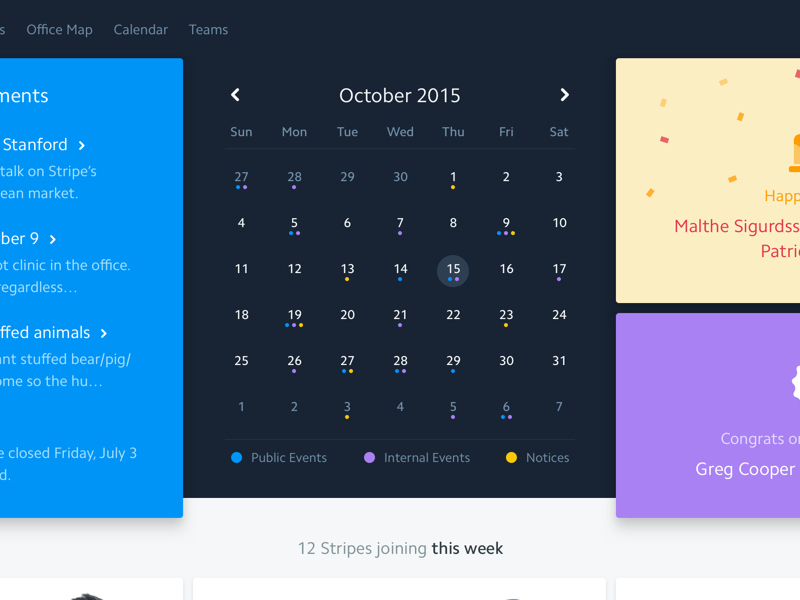 s Office Map Calendar Teams
ments
Stanford
talk on Stripe's
ean market.
ber 9
ot clinic in the office.
regardless...
ffed animals
ant stuffed bear/pig/
ome so the hu...
e closed Friday, July 3
d.
October 2015
Sun Mon Tue Wed Thu Fri Sat
27 28 29 30 1 2 3
4 5 6 7 8 9 10
11 12 13 14 15 16 17
18 19 20 21 22 23 24
25 26 27 28 29 30 31
1 2 3 4 5 6 7
Public Events Internal Events Notices
Happ
Malthe Sigurdss
Patric
Congrats o
Greg Cooper
12 Stripes joining this week